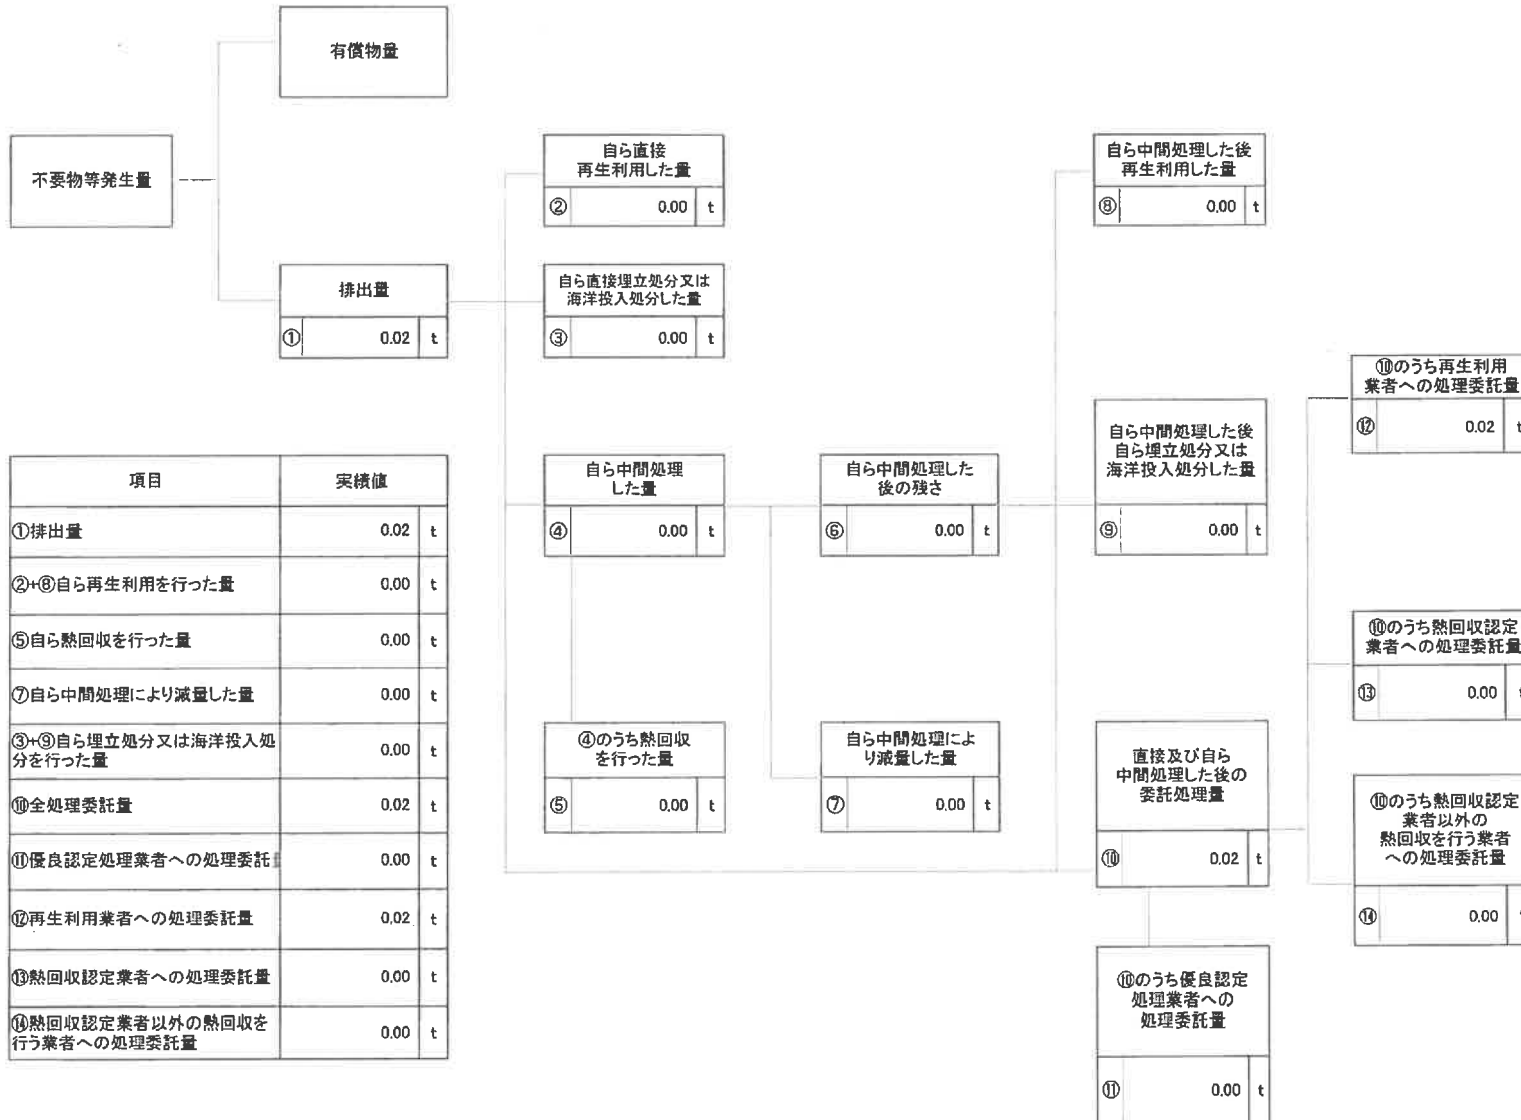 有償物量
不要物等発生量
排出量
① 0.02 t
自ら直接
再生利用した量
② 0.00 t
自ら直接埋立処分又は
海洋投入処分した量
③ 0.00 t
自ら中間処理
した量
④ 0.00 t
④のうち熱回収
を行った量
⑤ 0.00 t
自ら中間処理した
後の残さ
⑥ 0.00 t
自ら中間処理によ
り減量した量
⑦ 0.00 t
自ら中間処理した後
再生利用した量
⑧ 0.00 t
自ら中間処理した後
自ら埋立処分又は
海洋投入処分した量
⑨ 0.00 t
直接及び自ら
中間処理した後の
委託処理量
⑩ 0.02 t
⑩のうち優良認定
処理業者への
処理委託量
⑪ 0.00 t
⑩のうち再生利用
業者への処理委託量
⑫ 0.02 t
⑩のうち熱回収認定
業者への処理委託量
⑬ 0.00
⑩のうち熱回収認定
業者以外の
熱回収を行う業者
への処理委託量
⑭ 0.00
項目 実績値
①排出量 0.02 t
②+⑧自ら再生利用を行った量 0.00 t
⑤自ら熱回収を行った量 0.00 t
⑦自ら中間処理により減量した量 0.00 t
③+⑨自ら埋立処分又は海洋投入処
分を行った量 0.00 t
⑩全処理委託量 0.02 t
⑪優良認定処理業者への処理委託 0.00 t
⑫再生利用業者への処理委託量 0.02 t
⑬熱回収認定業者への処理委託量 0.00 t
⑭熱回収認定業者以外の熱回収を
行う業者への処理委託量 0.00 t